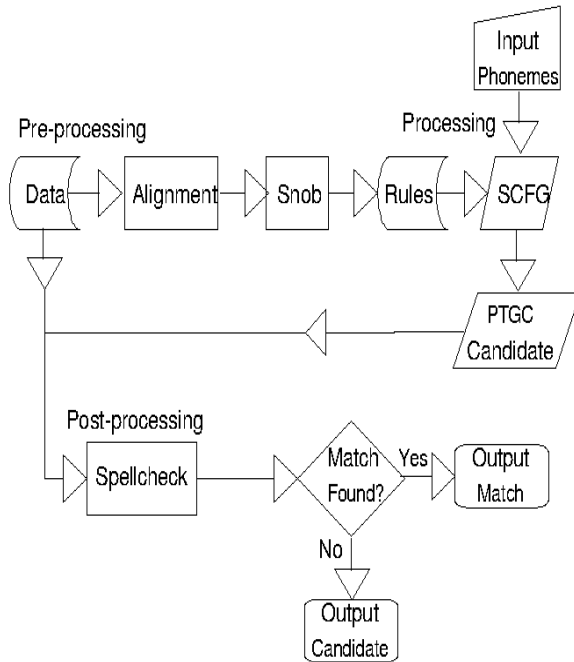 Input
Phonemes
Pre-processing
Processing
Data
Alignment
Snob
Rules
SCFG
PTGC
Candidate
Post-processing
Spellcheck
Match
Found?
Yes
Output
Match
No
Output
Candidate